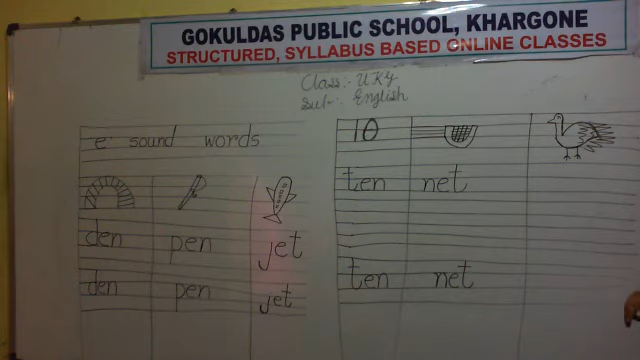 GOKULDAS PUBLIC SCHOOL, KHARGONE
STRUCTURED, SYLLABUS BASED ONLINE CLASSES
Class:- UKG
Sub:- English
e sound words
den pen jet
den pen jet
10
ten net
ten net